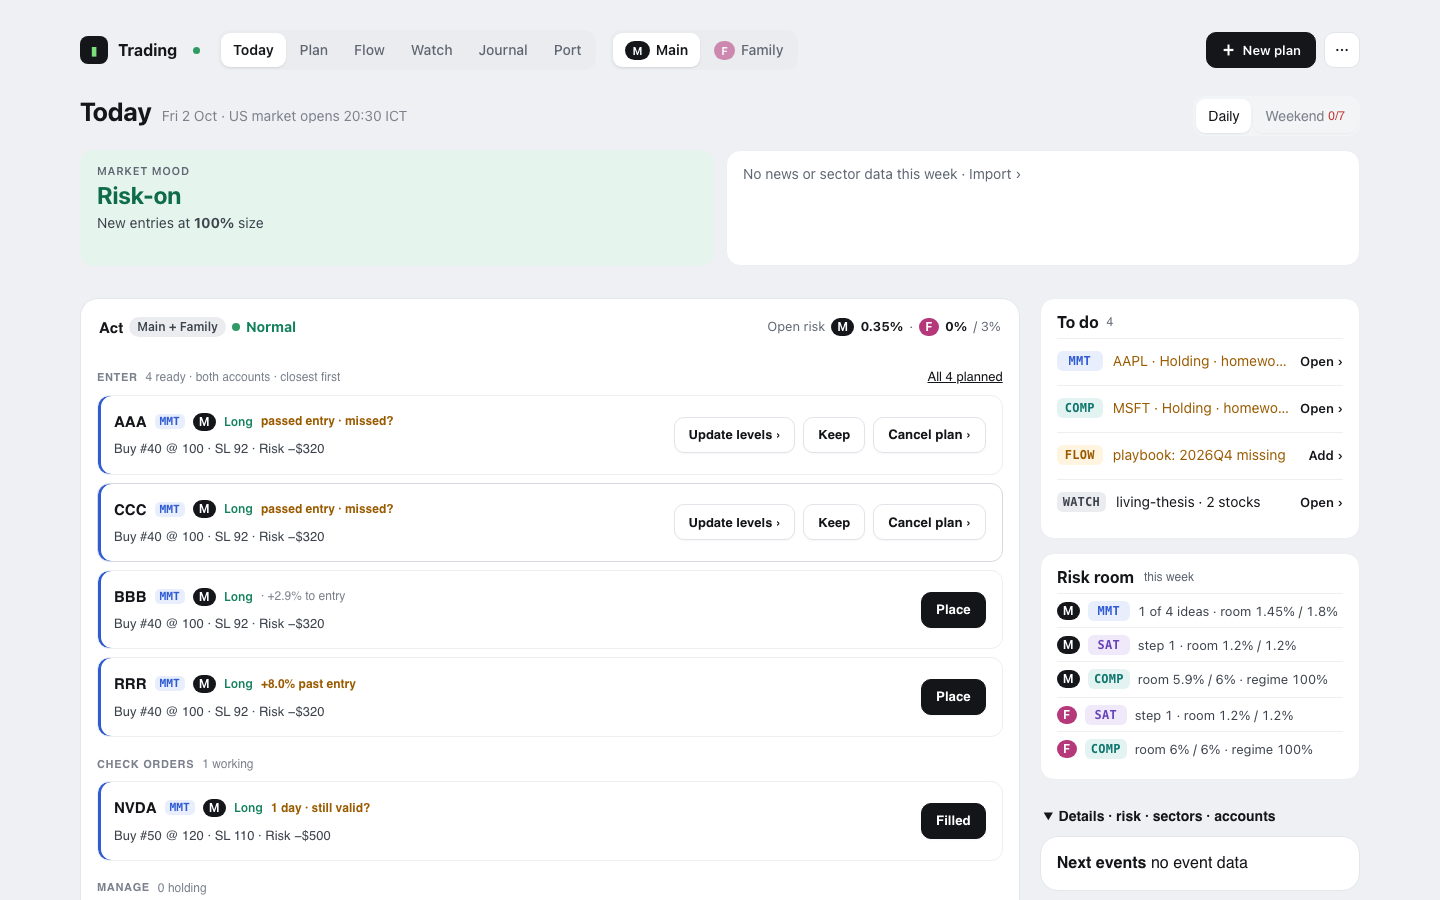 Trading
Today Plan Flow Watch Journal Port
M Main F Family
+ New plan ···
Today Fri 2 Oct · US market opens 20:30 ICT
Daily Weekend 0/7
MARKET MOOD
Risk-on
New entries at 100% size
No news or sector data this week · Import ›
Act Main + Family Normal
Open risk M 0.35% · F 0% / 3%
ENTER 4 ready · both accounts · closest first
All 4 planned
AAA MMT M Long passed entry · missed?
Buy #40 @ 100 · SL 92 · Risk −$320
Update levels › Keep Cancel plan ›
CCC MMT M Long passed entry · missed?
Buy #40 @ 100 · SL 92 · Risk −$320
Update levels › Keep Cancel plan ›
BBB MMT M Long · +2.9% to entry
Buy #40 @ 100 · SL 92 · Risk −$320
Place
RRR MMT M Long +8.0% past entry
Buy #40 @ 100 · SL 92 · Risk −$320
Place
CHECK ORDERS 1 working
NVDA MMT M Long 1 day · still valid?
Buy #50 @ 120 · SL 110 · Risk −$500
Filled
MANAGE 0 holding
To do 4
MMT AAPL · Holding · homewo... Open ›
COMP MSFT · Holding · homewo... Open ›
FLOW playbook: 2026Q4 missing Add ›
WATCH living-thesis · 2 stocks Open ›
Risk room this week
M MMT 1 of 4 ideas · room 1.45% / 1.8%
M SAT step 1 · room 1.2% / 1.2%
M COMP room 5.9% / 6% · regime 100%
F SAT step 1 · room 1.2% / 1.2%
F COMP room 6% / 6% · regime 100%
▼ Details · risk · sectors · accounts
Next events no event data